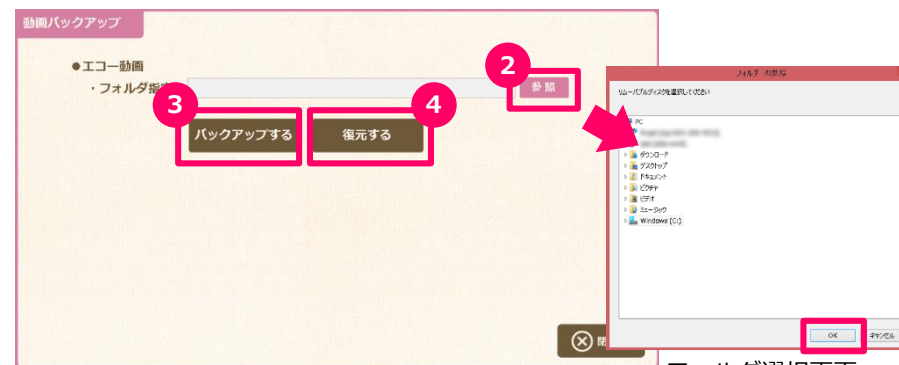 動画バックアップ
●エコー動画
・フォルダ指
2
参照
3
4
バックアップする
復元する
フォルダーの参照
リムーバブルディスクを選択してください
PC
ダウンロード
デスクトップ
ドキュメント
ピクチャ
ビデオ
ミュージック
Windows (C:)
OK
キャンセル
閉